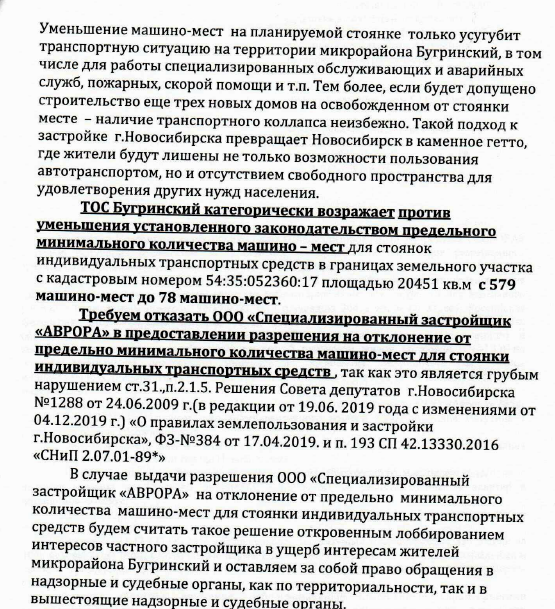 Уменьшение машино-мест на планируемой стоянке только усугубит
транспортную ситуацию на территории микрорайона Бугринский, в том
числе для работы специализированных обслуживающих и аварийных
служб, пожарных, скорой помощи и т.п. Тем более, если будет допущено
строительство еще трех новых домов на освобожденном от стоянки
месте – наличие транспортного коллапса неизбежно. Такой подход к
застройке г.Новосибирска превращает Новосибирск в каменное гетто,
где жители будут лишены не только возможности пользования
автотранспортом, но и отсутствием свободного пространства для
удовлетворения других нужд населения.
ТОС Бугринский категорически возражает против
уменьшения установленного законодательством предельного
минимального количества машино – мест для стоянок
индивидуальных транспортных средств в границах земельного участка
с кадастровым номером 54:35:052360:17 площадью 20451 кв.м с 579
машино-мест до 78 машино-мест.
Требуем отказать ООО «Специализированный застройщик
«АВРОРА» в предоставлении разрешения на отклонение от
предельно минимального количества машино-мест для стоянки
индивидуальных транспортных средств , так как это является грубым
нарушением ст.31.,п.2.1.5. Решения Совета депутатов г.Новосибирска
№1288 от 24.06.2009 г.(в редакции от 19.06. 2019 года с изменениями от
04.12.2019 г.) «О правилах землепользования и застройки
г.Новосибирска», ФЗ-№384 от 17.04.2019. и п. 193 СП 42.13330.2016
«СНиП 2.07.01-89*»
В случае выдачи разрешения ООО «Специализированный
застройщик «АВРОРА» на отклонение от предельно минимального
количества машино-мест для стоянки индивидуальных транспортных
средств будем считать такое решение откровенным лоббированием
интересов частного застройщика в ущерб интересам жителей
микрорайона Бугринский и оставляем за собой право обращения в
надзорные и судебные органы, как по территориальности, так и в
вышестоящие надзорные и судебные органы.